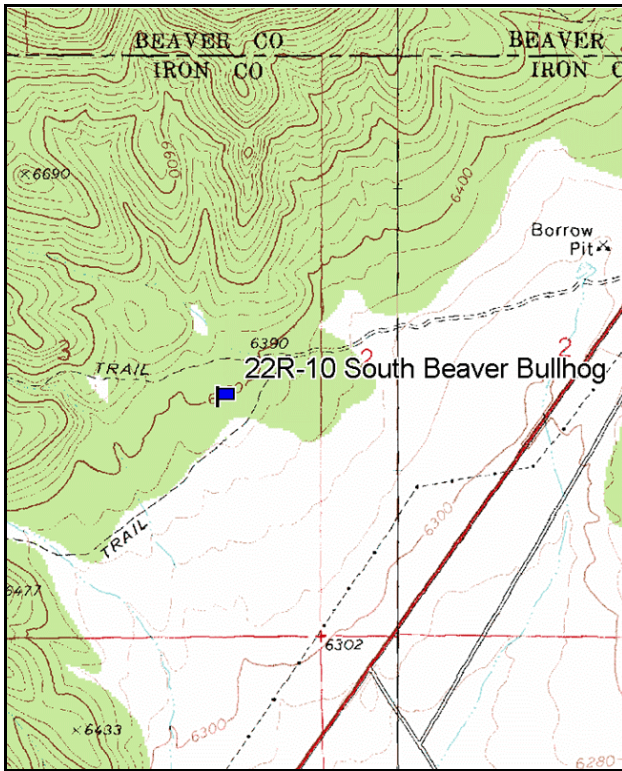 BEAVER CO
BEAVER
IRON CO
IRON C
6600
×6690
6400
Borrow
Pit
3
6390
2
2
TRAIL
22R-10 South Beaver Bullhog
TRAIL
6300
6477
6302
6300
×6433
6280